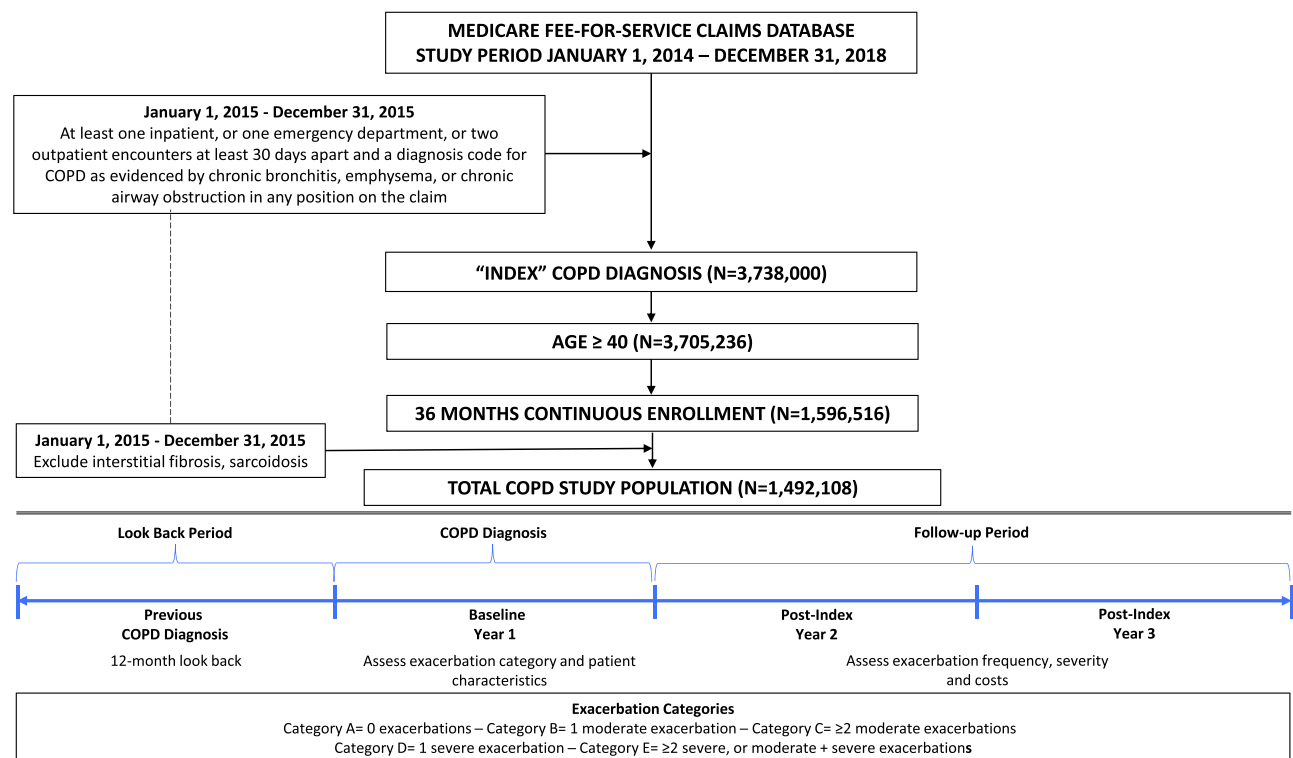 MEDICARE FEE-FOR-SERVICE CLAIMS DATABASE
STUDY PERIOD JANUARY 1, 2014 – DECEMBER 31, 2018
January 1, 2015 - December 31, 2015
At least one inpatient, or one emergency department, or two
outpatient encounters at least 30 days apart and a diagnosis code for
COPD as evidenced by chronic bronchitis, emphysema, or chronic
airway obstruction in any position on the claim
“INDEX” COPD DIAGNOSIS (N=3,738,000)
AGE ≥ 40 (N=3,705,236)
36 MONTHS CONTINUOUS ENROLLMENT (N=1,596,516)
January 1, 2015 - December 31, 2015
Exclude interstitial fibrosis, sarcoidosis
TOTAL COPD STUDY POPULATION (N=1,492,108)
Look Back Period
COPD Diagnosis
Follow-up Period
Previous
COPD Diagnosis
12-month look back
Baseline
Year 1
Assess exacerbation category and patient
characteristics
Post-Index
Year 2
Post-Index
Year 3
Assess exacerbation frequency, severity
and costs
Exacerbation Categories
Category A= 0 exacerbations – Category B= 1 moderate exacerbation – Category C= ≥2 moderate exacerbations
Category D= 1 severe exacerbation – Category E= ≥2 severe, or moderate + severe exacerbations